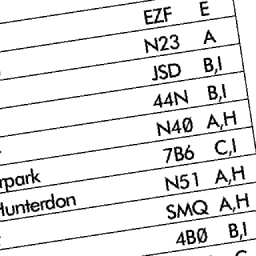 EZF E
N23 A
JSD B,I
44N B,I
N40 A,H
7B6 C,I
rpark N51 A,H
Hunterdon SMQ A,H
4B0 B,I